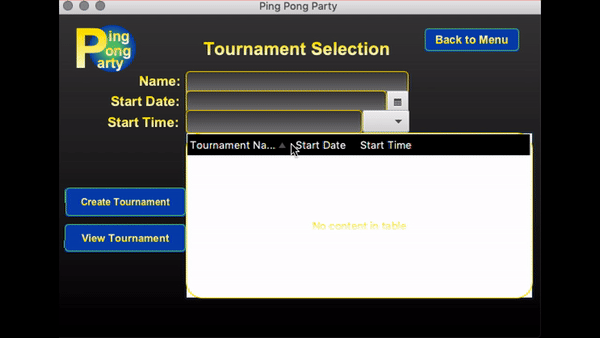 Ping Pong Party
Ping
Pong
arty
Tournament Selection
Back to Menu
Name:
Start Date:
Start Time:
Tournament Na... Start Date Start Time
Create Tournament
No content in table
View Tournament